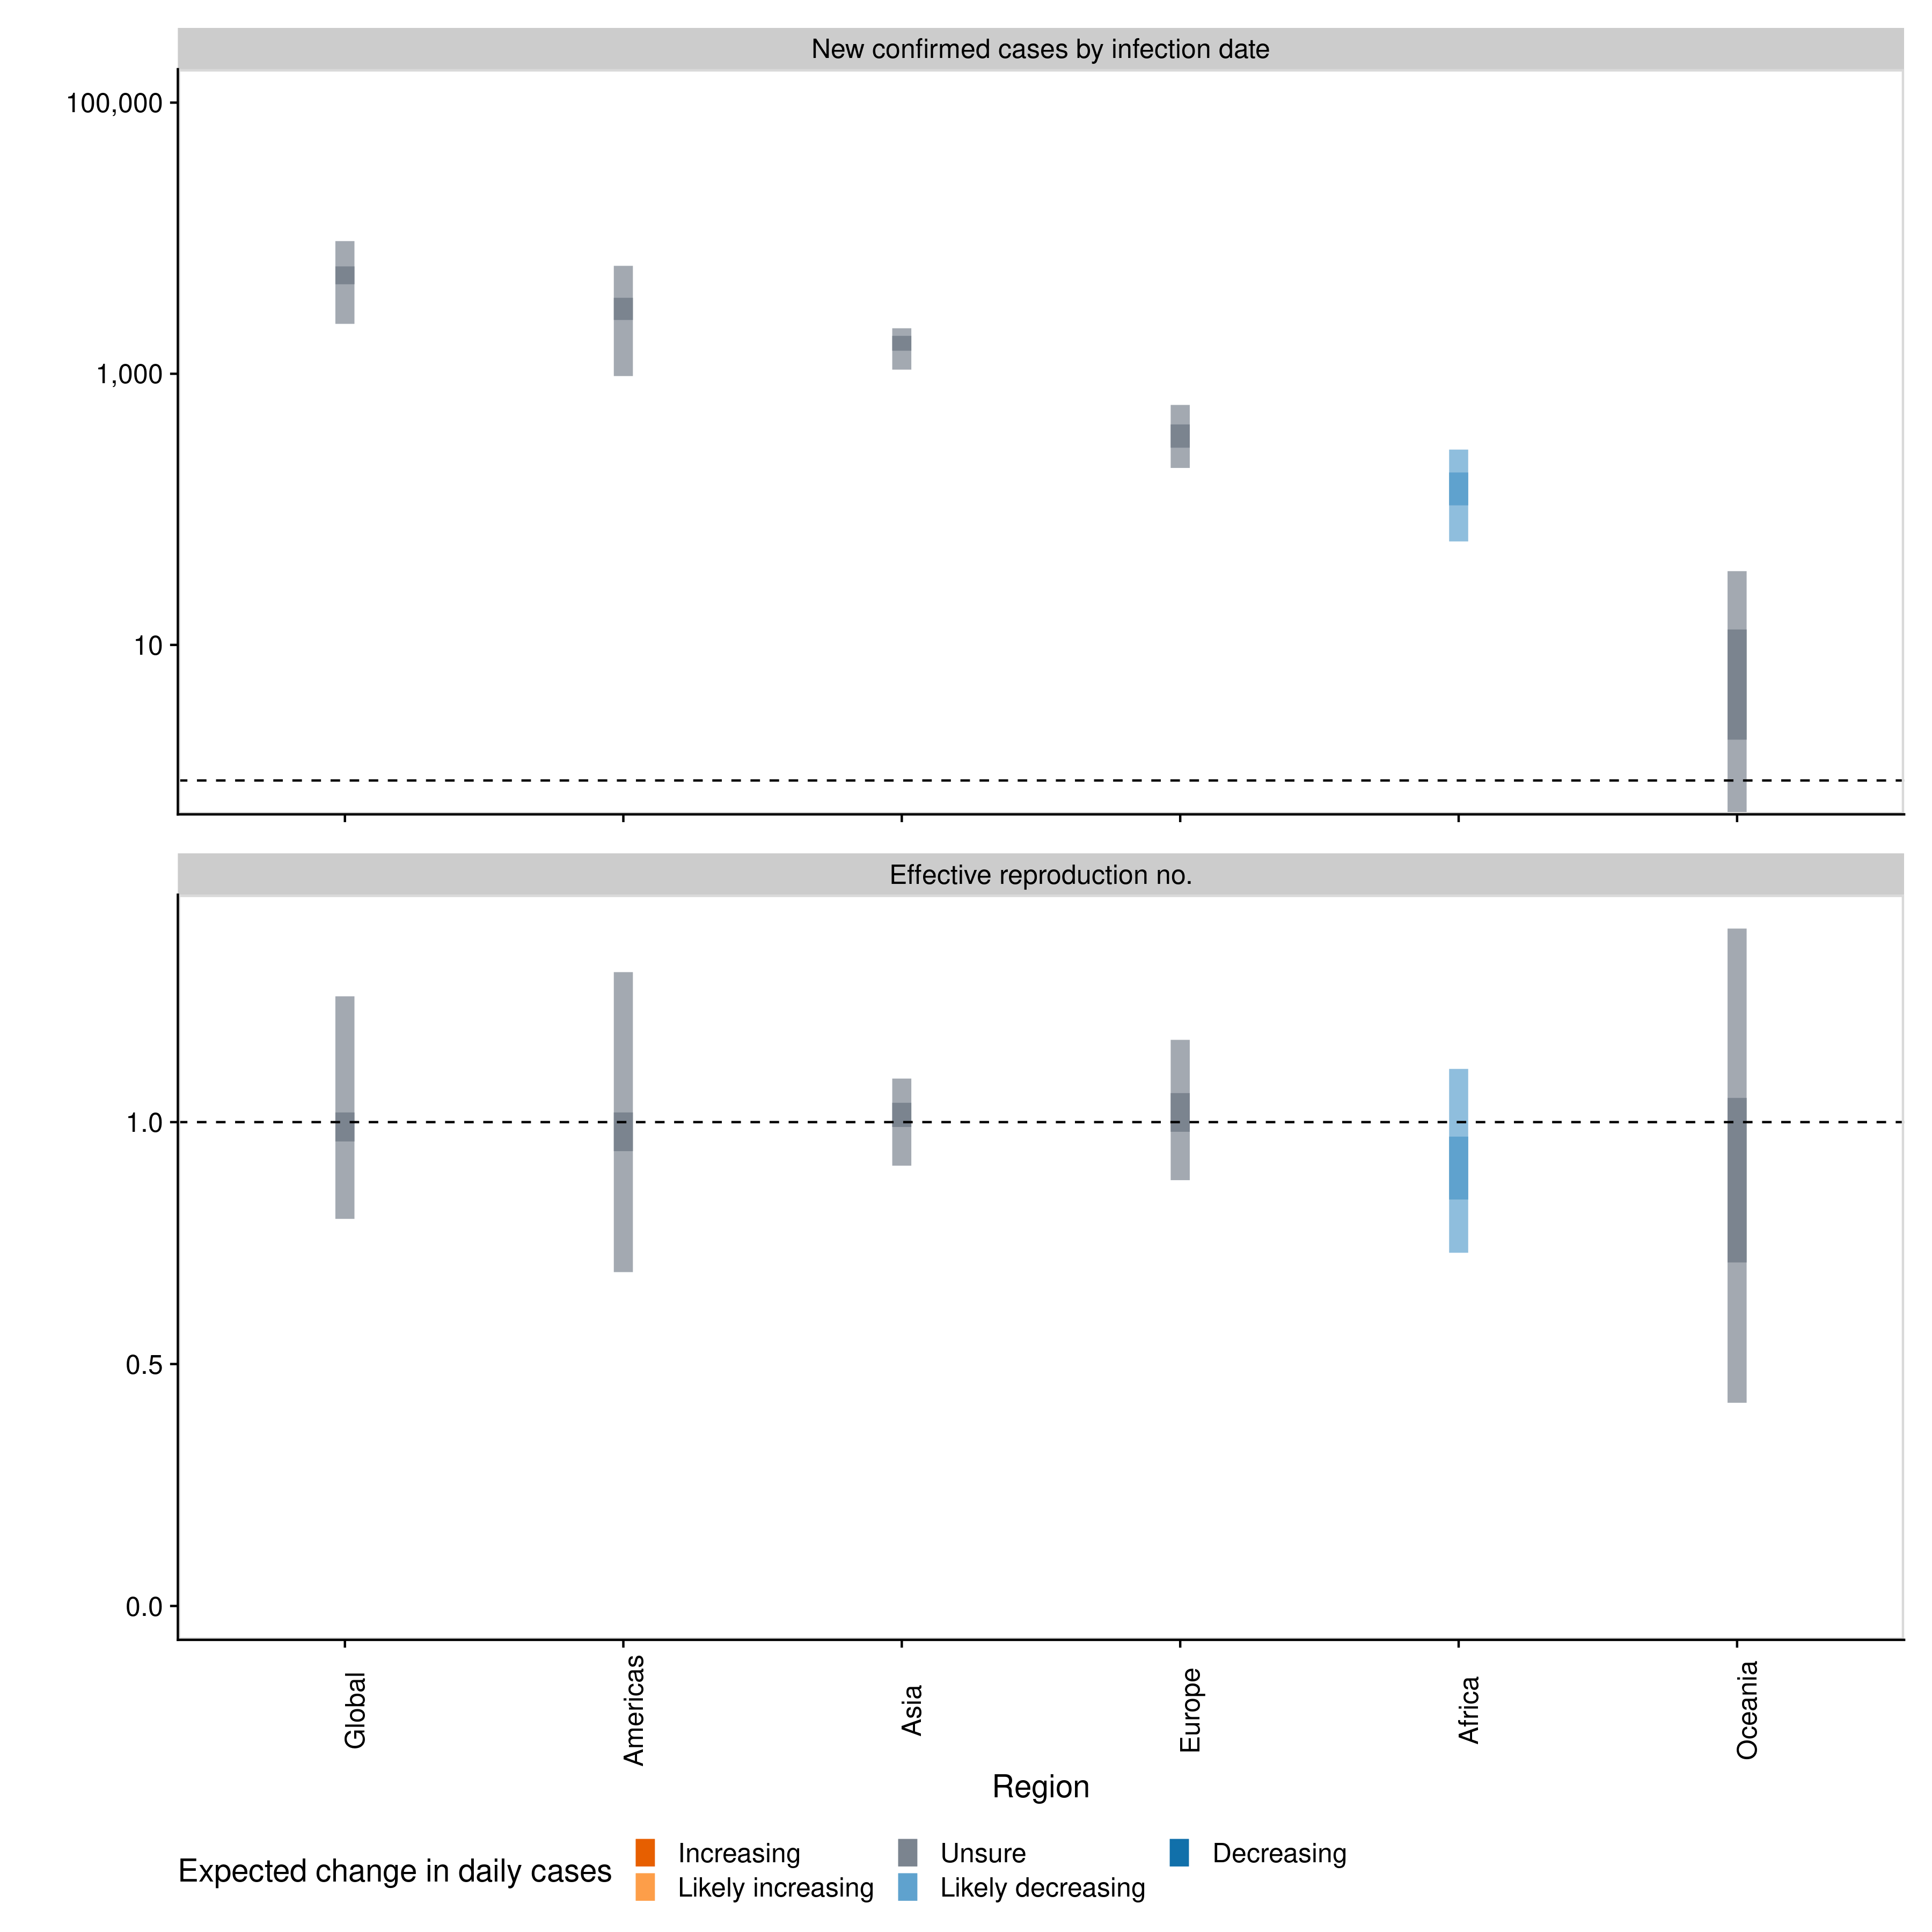 New confirmed cases by infection date
100,000
1,000
10
Effective reproduction no.
1.0
0.5
0.0
Global
Americas
Asia
Europe
Africa
Oceania
Region
Expected change in daily cases
Increasing
Likely increasing
Unsure
Likely decreasing
Decreasing